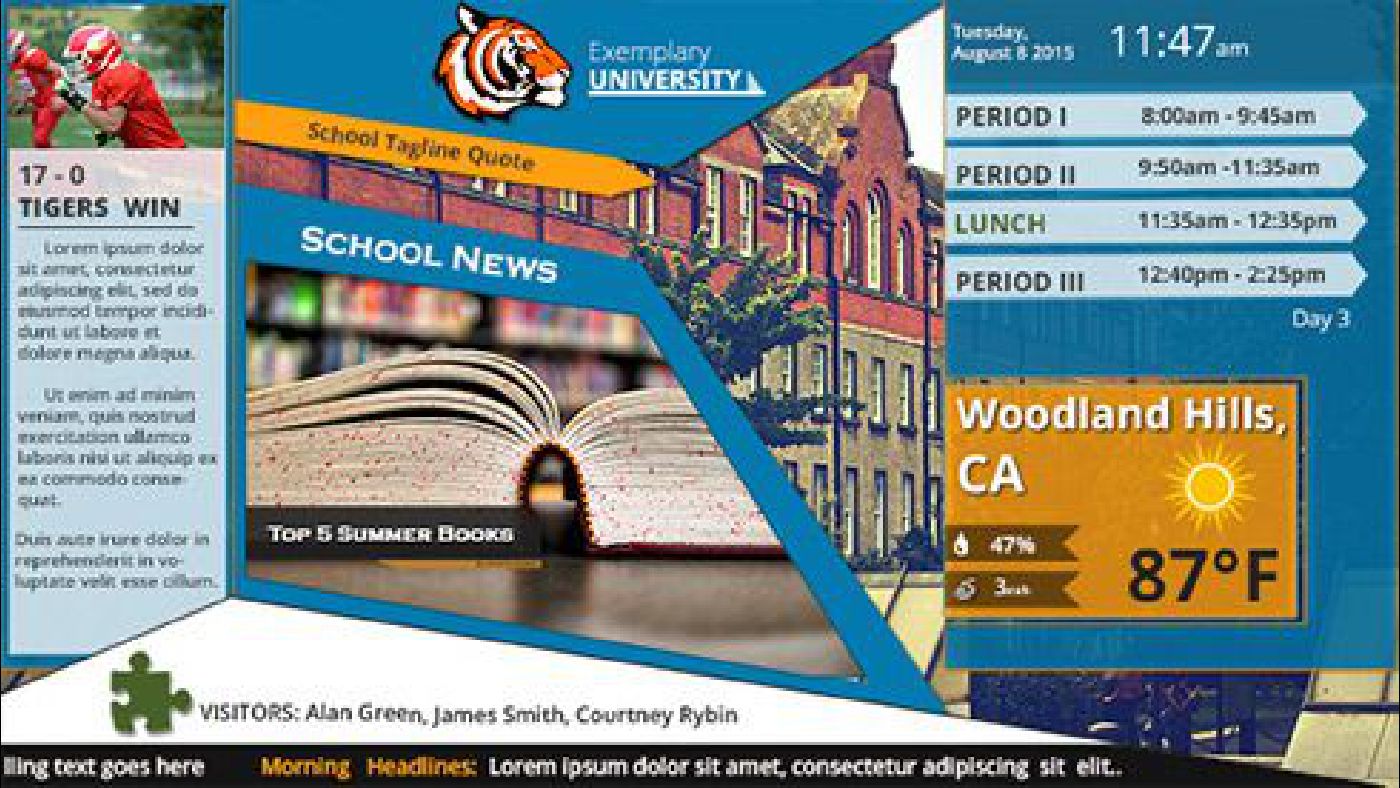 Exemplary
UNIVERSITY
School Tagline Quote
17 - 0
TIGERS WIN
Lorem ipsum dolor
sit amet, consectetur
adipiscing elit, sed do
eiusmod tempor incidi-
dunt ut labore et
dolore magna aliqua.
Ut enim ad minim
veniam, quis nostrud
exercitation ullamco
laboris nisi ut aliquip ex
ea commodo conse-
quat.
Duis aute irure dolor in
reprehenderit in vo-
luptate velit esse cillum.
SCHOOL NEWS
TOP 5 SUMMER BOOKS
Tuesday,
August 8 2015
11:47am
PERIOD I 8:00am - 9:45am
PERIOD II 9:50am -11:35am
LUNCH 11:35am - 12:35pm
PERIOD III 12:40pm - 2:25pm
Day 3
Woodland Hills,
CA
47%
3
87°F
VISITORS: Alan Green, James Smith, Courtney Rybin
lling text goes here Morning Headlines: Lorem ipsum dolor sit amet, consectetur adipiscing sit elit..